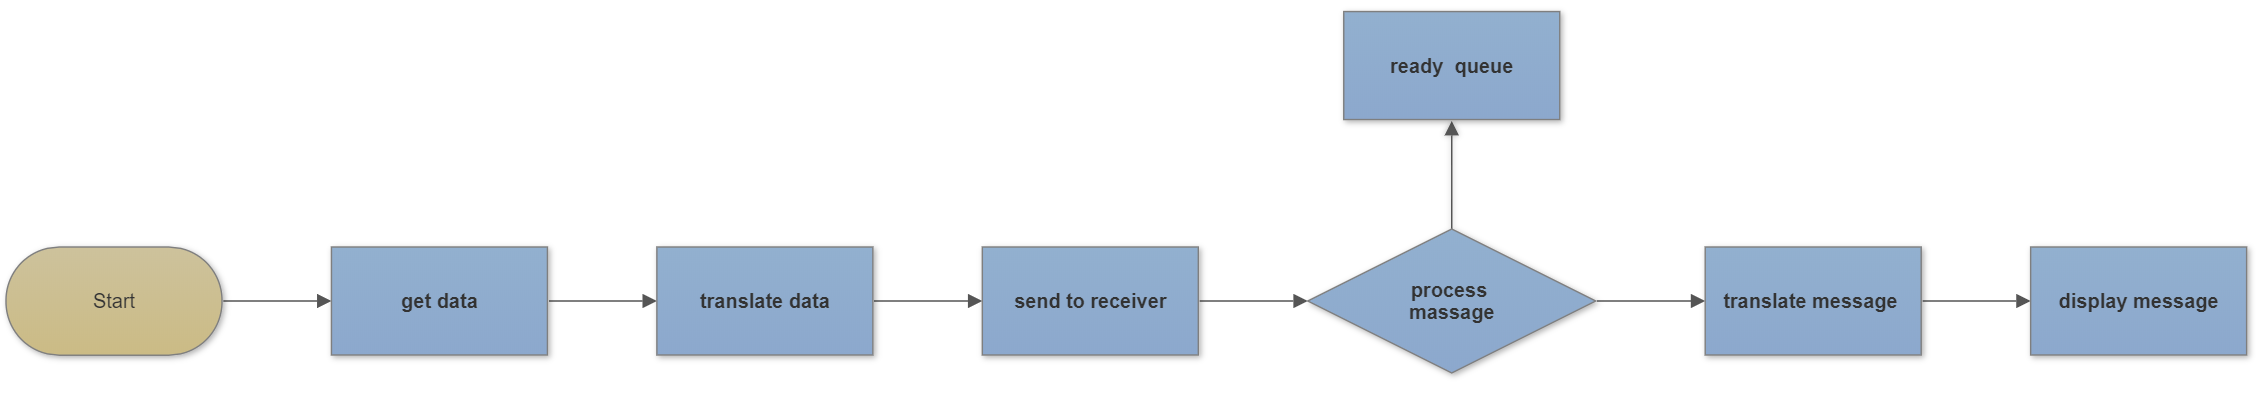 ready queue
Start
get data
translate data
send to receiver
process
massage
translate message
display message